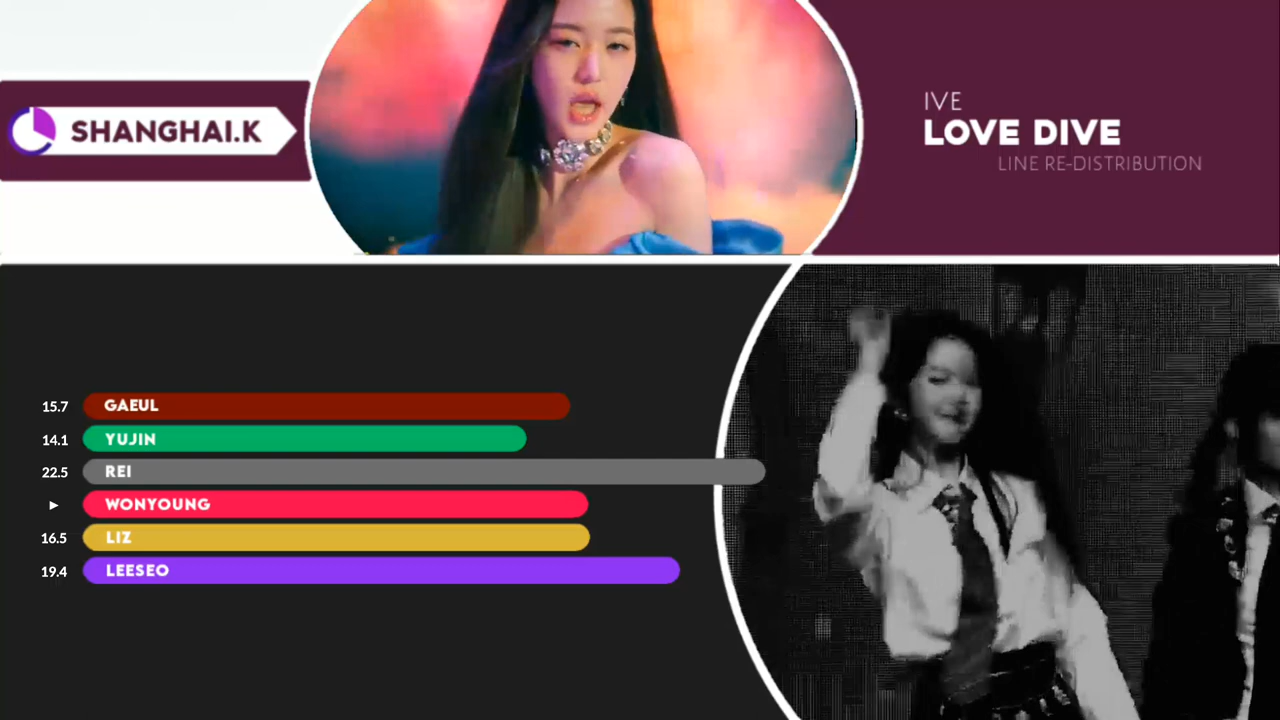 SHANGHAI.K
IVE
LOVE DIVE
LINE RE-DISTRIBUTION
15.7 GAEUL
14.1 YUJIN
22.5 REI
WONYOUNG
16.5 LIZ
19.4 LEESEO